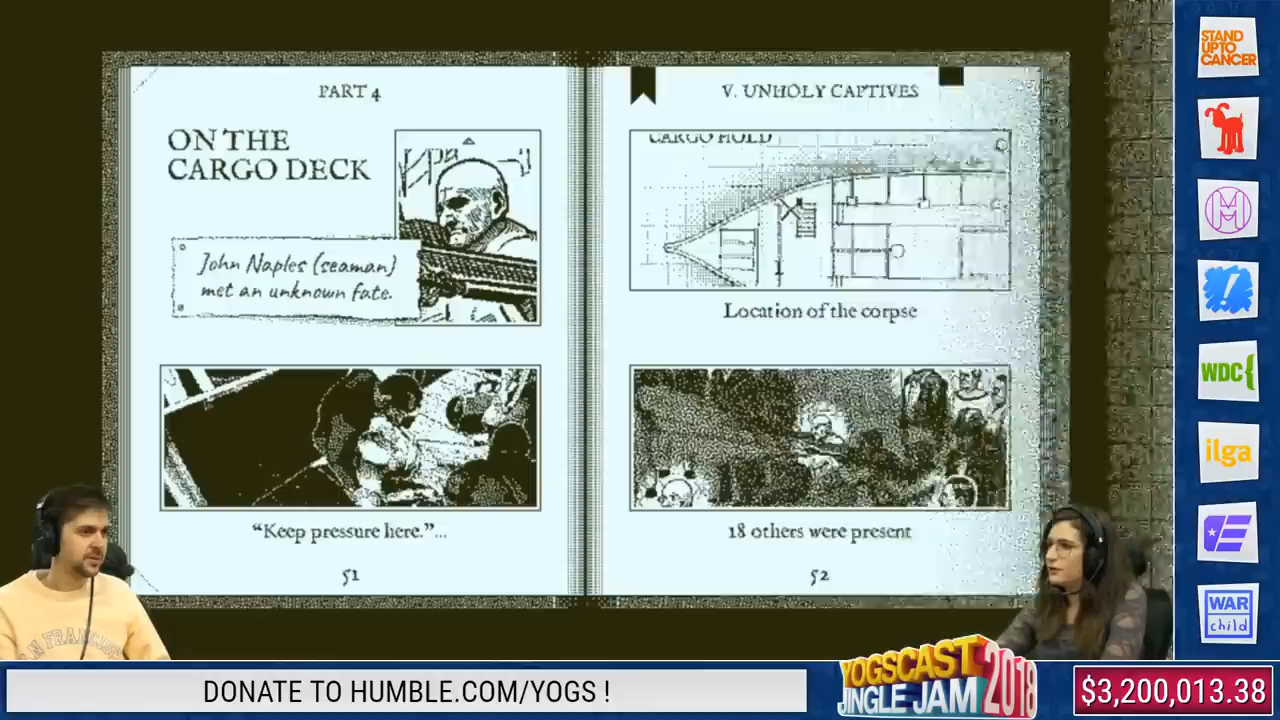 PART 4
ON THE
CARGO DECK
John Naples (seaman)
met an unknown fate.
"Keep pressure here."...
51
V. UNHOLY CAPTIVES
CARGO HOLD
Location of the corpse
18 others were present
52
STAND
UP TO
CANCER
WDC
ilga
WAR
child
N FRANCIS
DONATE TO HUMBLE.COM/YOGS !
YOGSCAST
JINGLE JAM 2018
$3,200,013.38